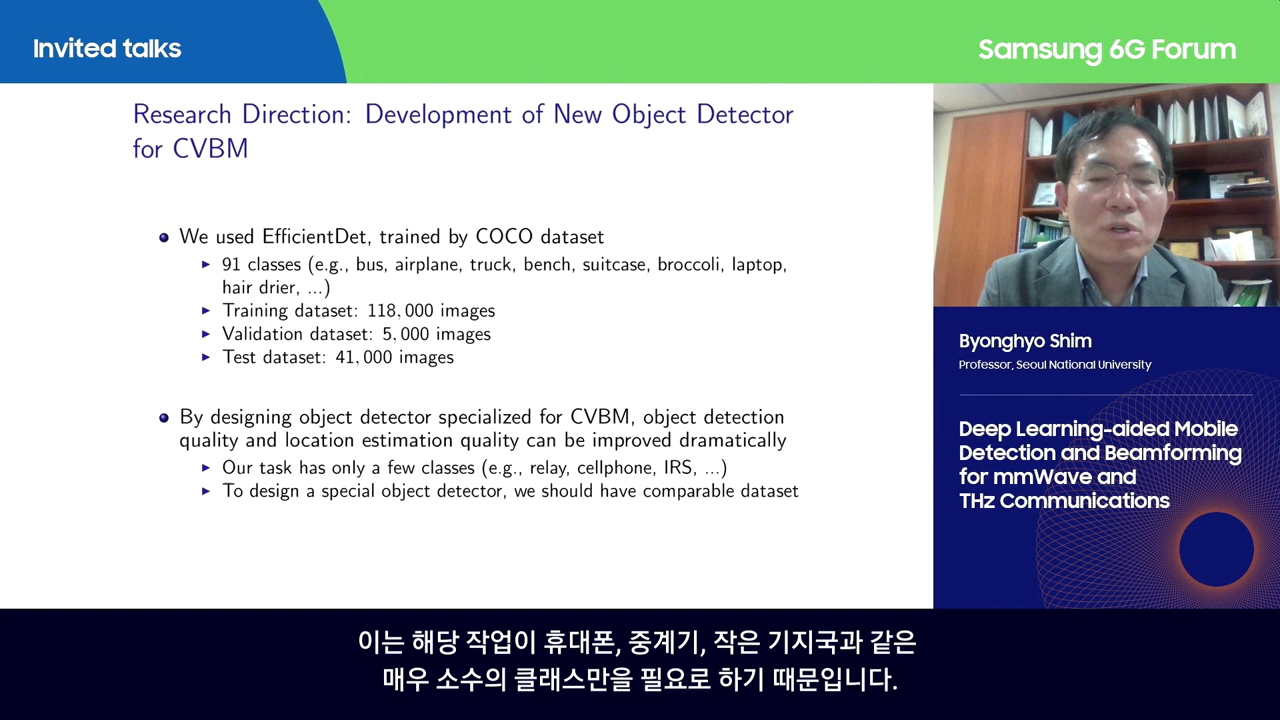 Invited talks
Samsung 6G Forum
Research Direction: Development of New Object Detector
for CVBM
We used EfficientDet, trained by COCO dataset
91 classes (e.g., bus, airplane, truck, bench, suitcase, broccoli, laptop,
hair drier, ...)
Training dataset: 118,000 images
Validation dataset: 5,000 images
Test dataset: 41,000 images
By designing object detector specialized for CVBM, object detection
quality and location estimation quality can be improved dramatically
Our task has only a few classes (e.g., relay, cellphone, IRS, ...)
To design a special object detector, we should have comparable dataset
Byonghyo Shim
Professor, Seoul National University
Deep Learning-aided Mobile
Detection and Beamforming
for mmWave and
THz Communications
이는 해당 작업이 휴대폰, 중계기, 작은 기지국과 같은
매우 소수의 클래스만을 필요로 하기 때문입니다.